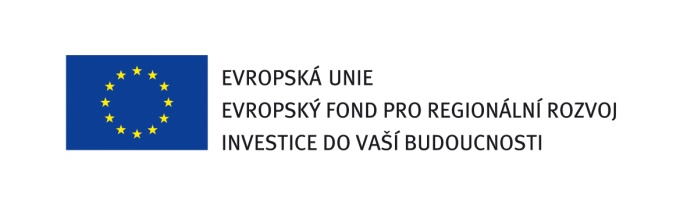 EVROPSKÁ UNIE
EVROPSKÝ FOND PRO REGIONÁLNÍ ROZVOJ
INVESTICE DO VAŠÍ BUDOUCNOSTI